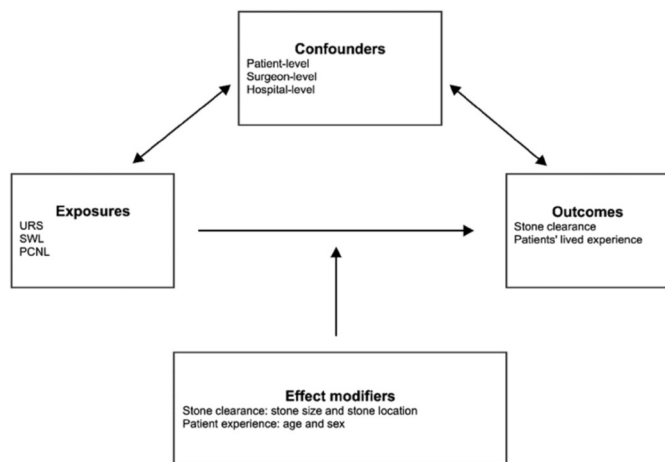 Confounders
Patient-level
Surgeon-level
Hospital-level
Exposures
URS
SWL
PCNL
Outcomes
Stone clearance
Patients' lived experience
Effect modifiers
Stone clearance: stone size and stone location
Patient experience: age and sex